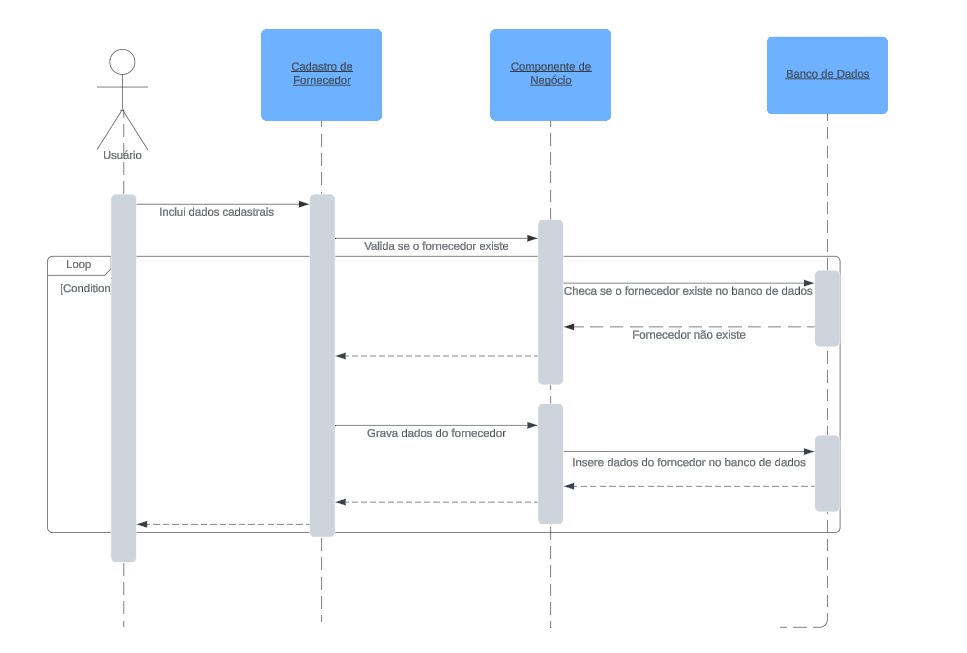 Cadastro de
Fornecedor
Componente de
Negócio
Banco de Dados
Usuário
Inclui dados cadastrais
Valida se o fornecedor existe
Loop
[Condition
Checa se o fornecedor existe no banco de dados
Fornecedor não existe
Grava dados do fornecedor
Insere dados do forncedor no banco de dados